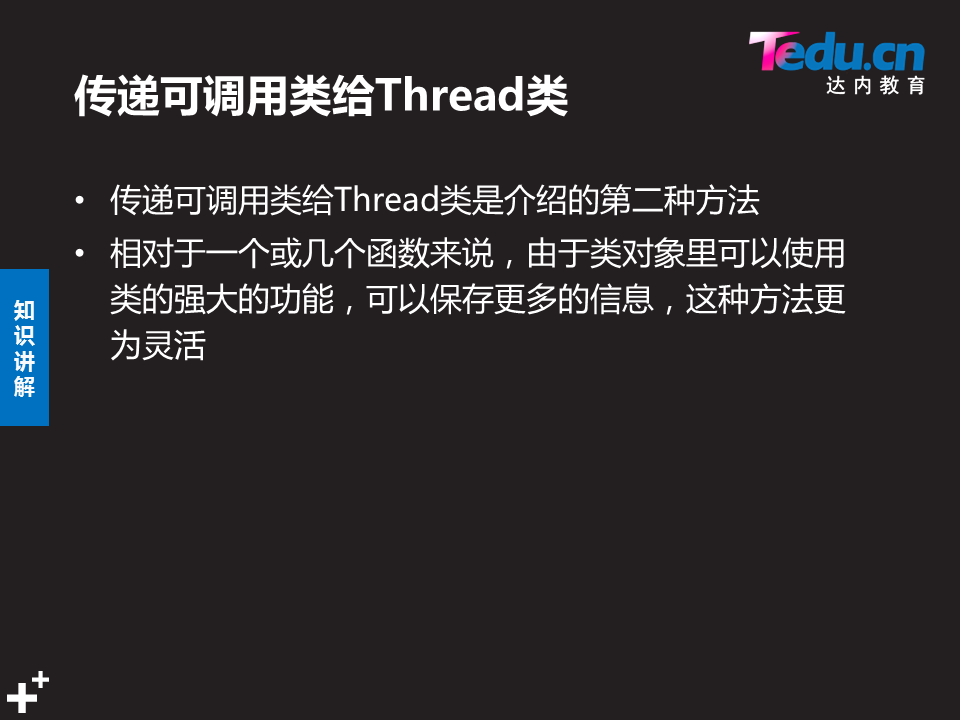 Tedu.cn
达内教育
传递可调用类给Thread类
• 传递可调用类给Thread类是介绍的第二种方法
• 相对于一个或几个函数来说，由于类对象里可以使用
类的强大的功能，可以保存更多的信息，这种方法更
为灵活
知
识
讲
解